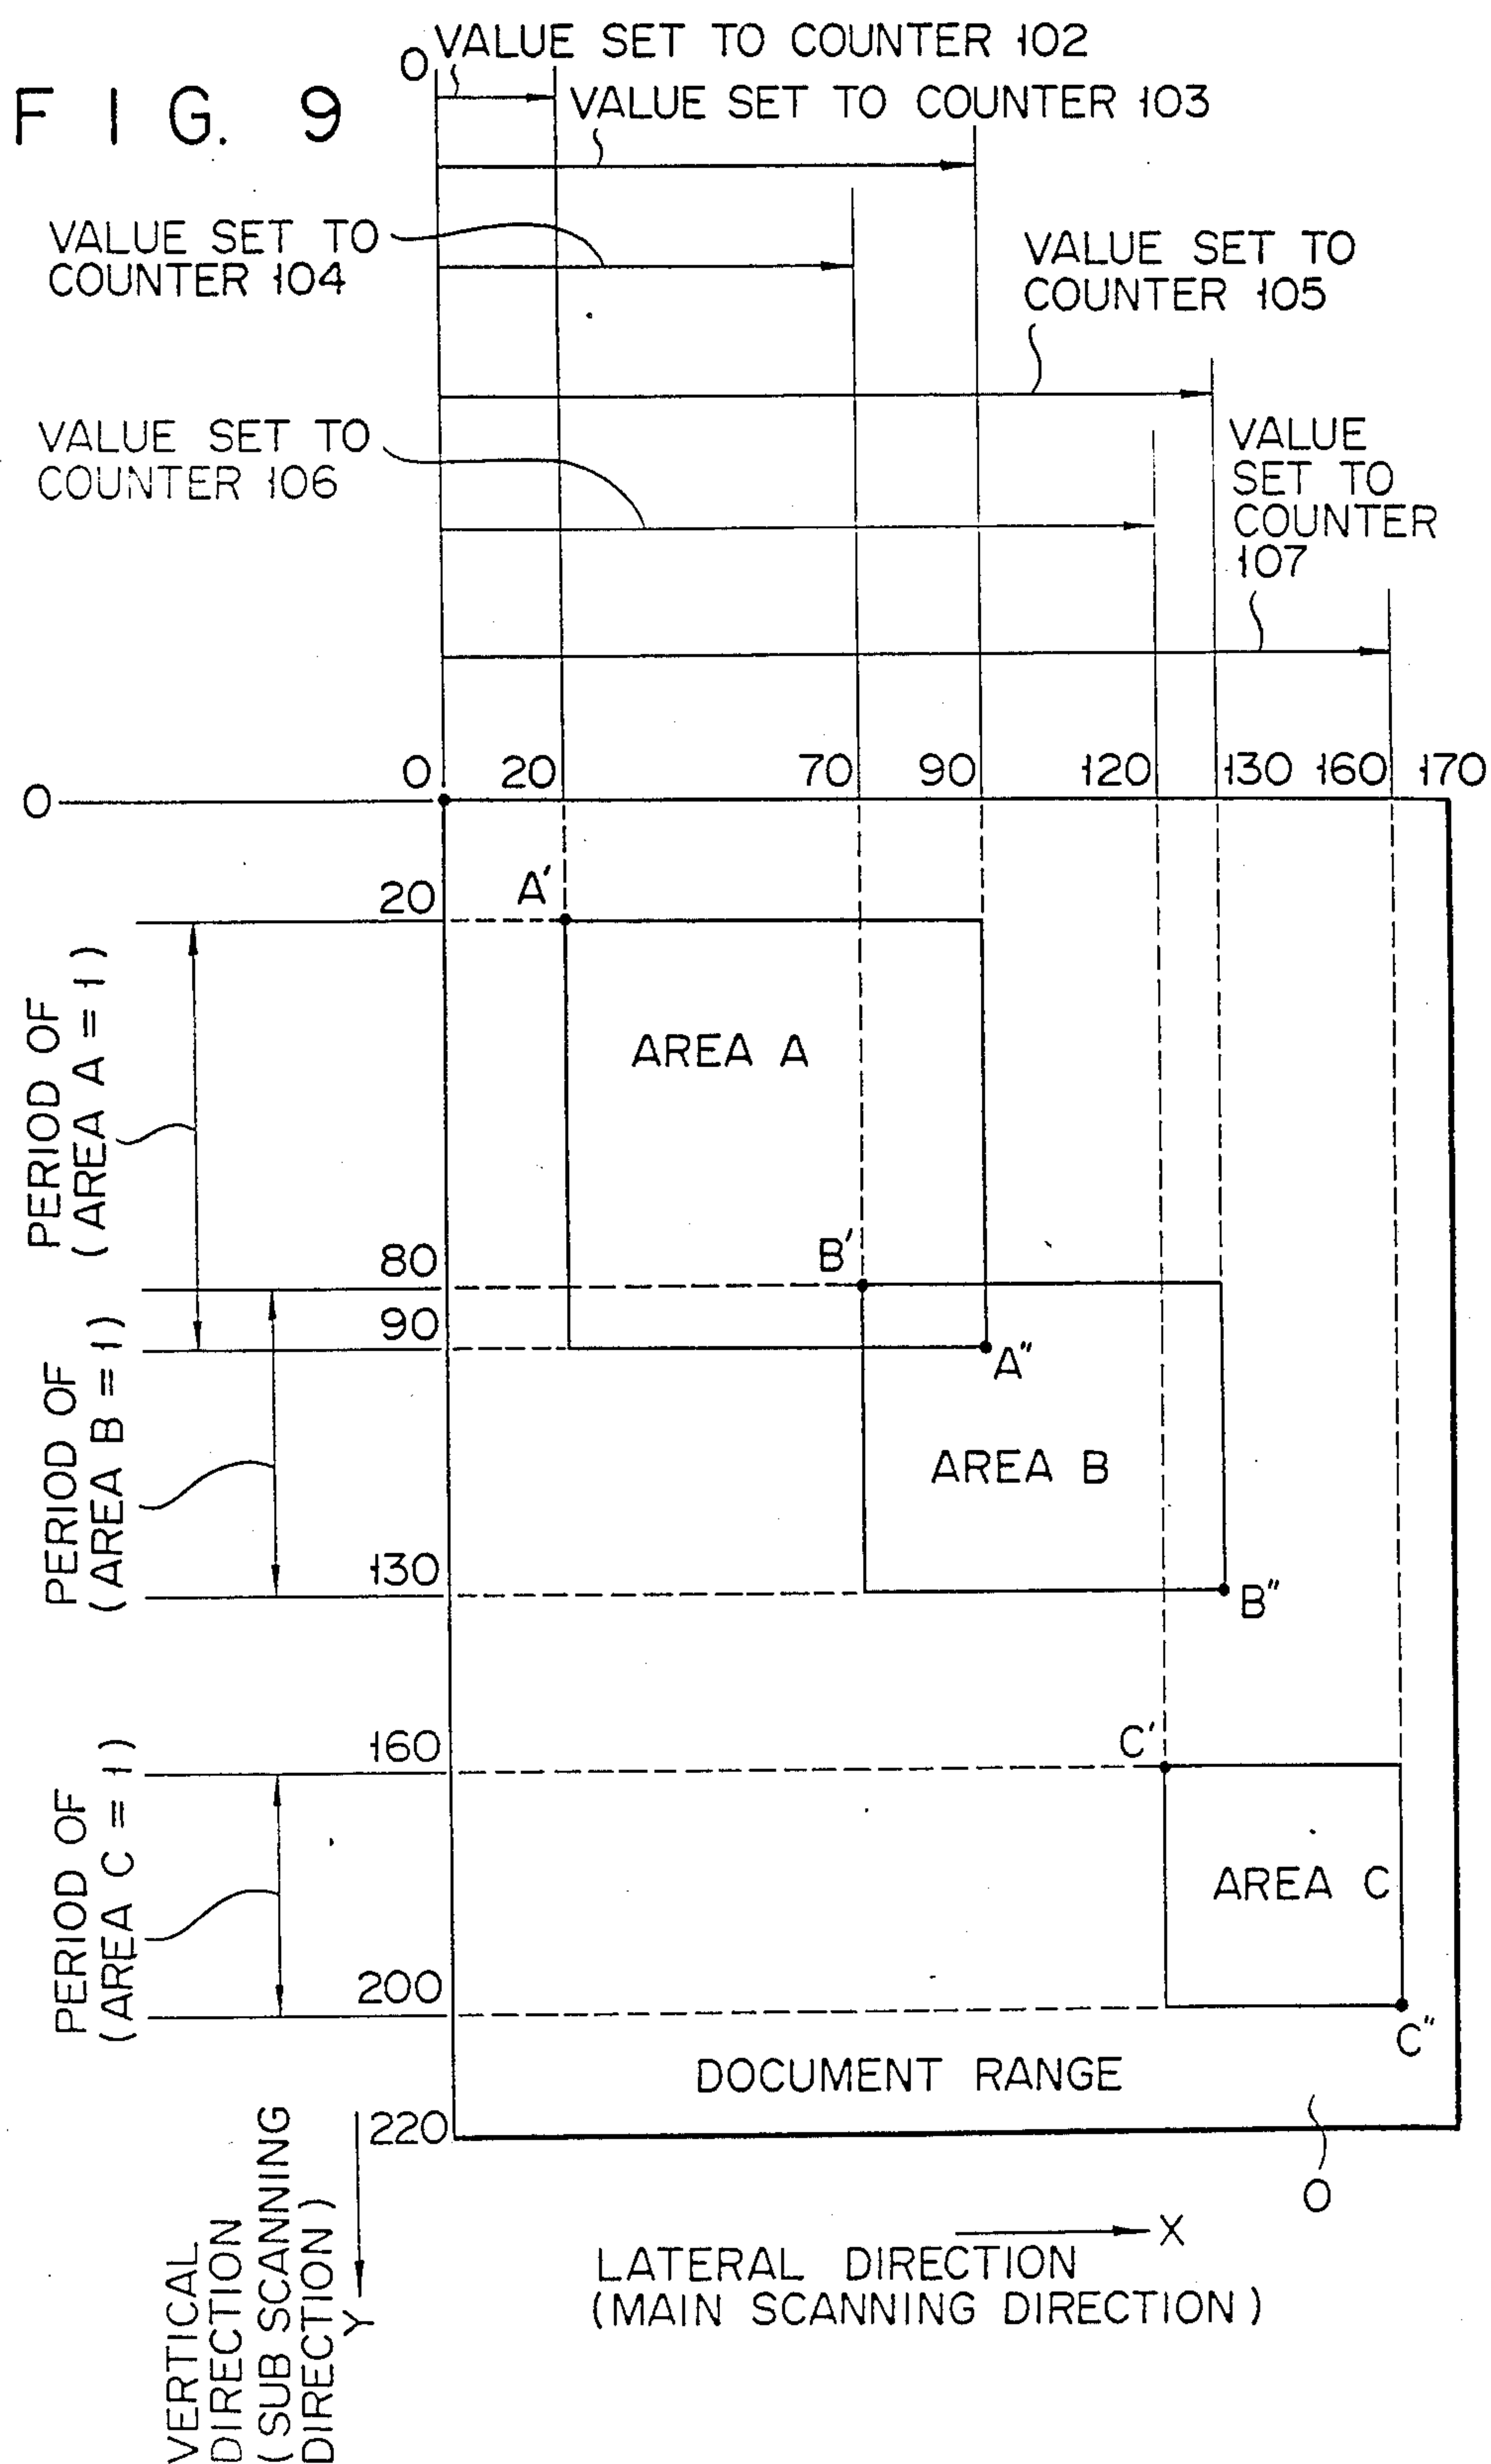 FIG. 9
0
VALUE SET TO COUNTER 102
VALUE SET TO COUNTER 103
VALUE SET TO
COUNTER 104
VALUE SET TO
COUNTER 105
VALUE SET TO
COUNTER 106
VALUE
SET TO
COUNTER
107
0 20 70 90 120 130 160 170
0
20
A'
AREA A
PERIOD OF
(AREA A = 1)
80
B'
90
A"
AREA B
PERIOD OF
(AREA B = 1)
130
B"
160
C'
AREA C
PERIOD OF
(AREA C = 1)
200
C"
DOCUMENT RANGE
220
O
X
LATERAL DIRECTION
(MAIN SCANNING DIRECTION)
VERTICAL
DIRECTION
(SUB SCANNING
DIRECTION)
Y